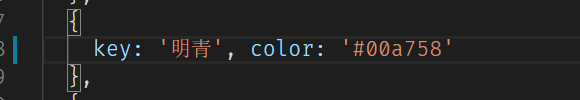 {
key: '明青', color: '#00a758'
},